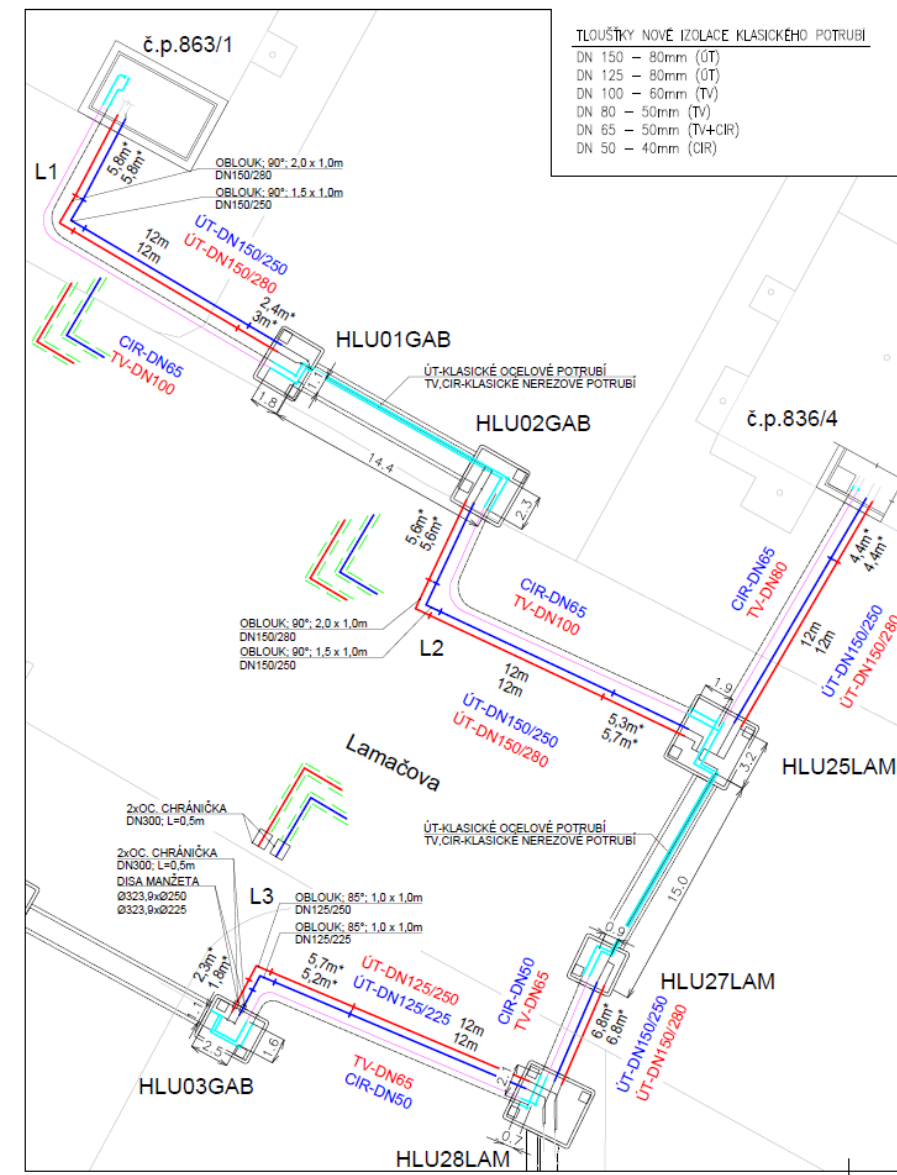 TLOUŠŤKY NOVÉ IZOLACE KLASICKÉHO POTRUBÍ
DN 150 – 80mm (ÚT)
DN 125 – 80mm (ÚT)
DN 100 – 60mm (TV)
DN 80 – 50mm (TV)
DN 65 – 50mm (TV+CIR)
DN 50 – 40mm (CIR)
č.p.863/1
L1
5,8m*
5,8m*
OBLOUK; 90°; 2,0 x 1,0m
DN150/280
OBLOUK; 90°; 1,5 x 1,0m
DN150/250
ÚT-DN150/250
ÚT-DN150/280
12m
12m
2,4m*
3m*
HLU01GAB
CIR-DN65
TV-DN100
1.1
1.8
ÚT-KLASICKÉ OCELOVÉ POTRUBÍ
TV,CIR-KLASICKÉ NEREZOVÉ POTRUBÍ
HLU02GAB
14.4
2.3
č.p.836/4
5,6m*
5,6m*
4,4m*
4,4m*
CIR-DN65
TV-DN100
CIR-DN65
TV-DN80
OBLOUK; 90°; 2,0 x 1,0m
DN150/280
OBLOUK; 90°; 1,5 x 1,0m
DN150/250
L2
12m
12m
12m
12m
ÚT-DN150/250
ÚT-DN150/280
ÚT-DN150/250
ÚT-DN150/280
1.9
5,3m*
5,7m*
Lamačova
3.2
HLU25LAM
2xOC. CHRÁNIČKA
DN300; L=0,5m
ÚT-KLASICKÉ OCELOVÉ POTRUBÍ
TV,CIR-KLASICKÉ NEREZOVÉ POTRUBÍ
15.0
2xOC. CHRÁNIČKA
DN300; L=0,5m
DISA MANŽETA
Ø323,9xØ250
Ø323,9xØ225
L3
OBLOUK; 85°; 1,0 x 1,0m
DN125/250
OBLOUK; 85°; 1,0 x 1,0m
DN125/225
0.9
HLU27LAM
2,3m*
1,8m*
5,7m*
5,2m*
ÚT-DN125/250
ÚT-DN125/225
12m
12m
CIR-DN50
TV-DN65
6,8m*
6,8m*
ÚT-DN150/250
ÚT-DN150/280
1.1
2.5
1.6
HLU03GAB
TV-DN65
CIR-DN50
0.7
HLU28LAM